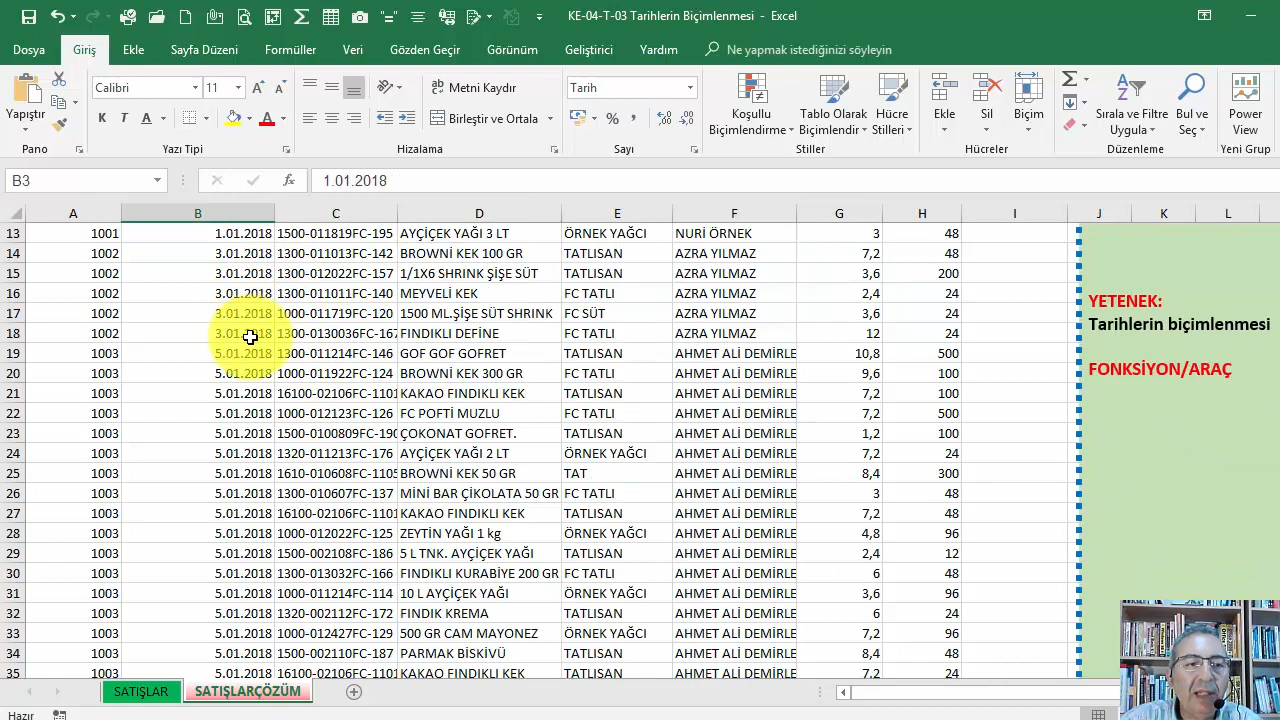 KE-04-T-03 Tarihlerin Biçimlenmesi - Excel
Dosya Giriş Ekle Sayfa Düzeni Formüller Veri Gözden Geçir Görünüm Geliştirici Yardım Ne yapmak istediğinizi söyleyin
Yapıştır
Calibri 11
K T A
A A
Metni Kaydır
Birleştir ve Ortala
Tarih
%
Koşullu Biçimlendirme
Tablo Olarak Biçimlendir
Hücre Stilleri
Ekle Sil Biçim
Sırala ve Filtre Uygula
Bul ve Seç
Power View
Pano Yazı Tipi Hizalama Sayı Stiller Hücreler Düzenleme Yeni Grup
B3 fx 1.01.2018
A B C D E F G H I J K L
13 1001 1.01.2018 1500-011819FC-195 AYÇİÇEK YAĞI 3 LT ÖRNEK YAĞCI NURİ ÖRNEK 3 48
14 1002 3.01.2018 1300-011013FC-142 BROWNİ KEK 100 GR TATLISAN AZRA YILMAZ 7,2 48
15 1002 3.01.2018 1300-012022FC-157 1/1X6 SHRINK ŞİŞE SÜT TATLISAN AZRA YILMAZ 3,6 200
16 1002 3.01.2018 1300-011011FC-140 MEYVELİ KEK FC TATLI AZRA YILMAZ 2,4 24
17 1002 3.01.2018 1000-011719FC-120 1500 ML.ŞİŞE SÜT SHRINK FC SÜT AZRA YILMAZ 3,6 24
18 1002 3.01.2018 1300-0130036FC-167 FINDIKLI DEFİNE FC TATLI AZRA YILMAZ 12 24
19 1003 5.01.2018 1300-011214FC-146 GOF GOF GOFRET TATLISAN AHMET ALİ DEMİRLE 10,8 500
20 1003 5.01.2018 1000-011922FC-124 BROWNİ KEK 300 GR FC TATLI AHMET ALİ DEMİRLE 9,6 100
21 1003 5.01.2018 16100-02106FC-1101 KAKAO FINDIKLI KEK TATLISAN AHMET ALİ DEMİRLE 7,2 100
22 1003 5.01.2018 1000-012123FC-126 FC POFTİ MUZLU FC TATLI AHMET ALİ DEMİRLE 7,2 500
23 1003 5.01.2018 1500-0100809FC-190 ÇOKONAT GOFRET. TATLISAN AHMET ALİ DEMİRLE 1,2 100
24 1003 5.01.2018 1320-011213FC-176 AYÇİÇEK YAĞI 2 LT ÖRNEK YAĞCI AHMET ALİ DEMİRLE 7,2 24
25 1003 5.01.2018 1610-010608FC-1105 BROWNİ KEK 50 GR TAT AHMET ALİ DEMİRLE 8,4 300
26 1003 5.01.2018 1300-010607FC-137 MİNİ BAR ÇİKOLATA 50 GR FC TATLI AHMET ALİ DEMİRLE 3 48
27 1003 5.01.2018 16100-02106FC-1101 KAKAO FINDIKLI KEK TATLISAN AHMET ALİ DEMİRLE 7,2 48
28 1003 5.01.2018 1000-012022FC-125 ZEYTİN YAĞI 1 kg ÖRNEK YAĞCI AHMET ALİ DEMİRLE 4,8 96
29 1003 5.01.2018 1500-002108FC-186 5 L TNK. AYÇİÇEK YAĞI TATLISAN AHMET ALİ DEMİRLE 2,4 12
30 1003 5.01.2018 1300-013032FC-166 FINDIKLI KURABİYE 200 GR FC TATLI AHMET ALİ DEMİRLE 6 48
31 1003 5.01.2018 1000-011214FC-114 10 L AYÇİÇEK YAĞI ÖRNEK YAĞCI AHMET ALİ DEMİRLE 3,6 96
32 1003 5.01.2018 1320-002112FC-172 FINDIK KREMA TATLISAN AHMET ALİ DEMİRLE 6 24
33 1003 5.01.2018 1000-012427FC-129 500 GR CAM MAYONEZ ÖRNEK YAĞCI AHMET ALİ DEMİRLE 7,2 96
34 1003 5.01.2018 1500-002110FC-187 PARMAK BİSKİVÜ TATLISAN AHMET ALİ DEMİRLE 8,4 48
35 1003 5.01.2018 16100-02106FC-1101 KAKAO FINDIKLI KEK TATLISAN AHMET ALİ DEMİRLE 7,2 24
YETENEK:
Tarihlerin biçimlenmesi
FONKSİYON/ARAÇ
SATIŞLAR SATIŞLARÇÖZÜM
Hazır